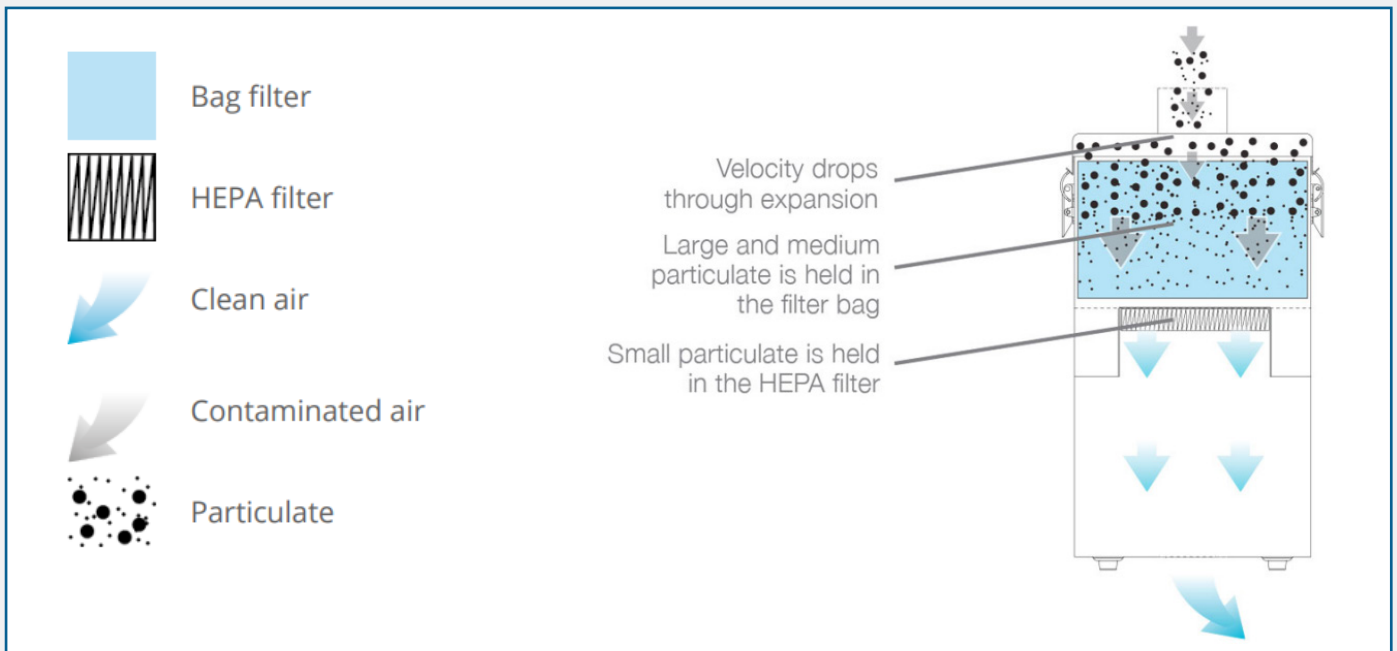 Bag filter
HEPA filter
Clean air
Contaminated air
Particulate
Velocity drops
through expansion
Large and medium
particulate is held in
the filter bag
Small particulate is held
in the HEPA filter